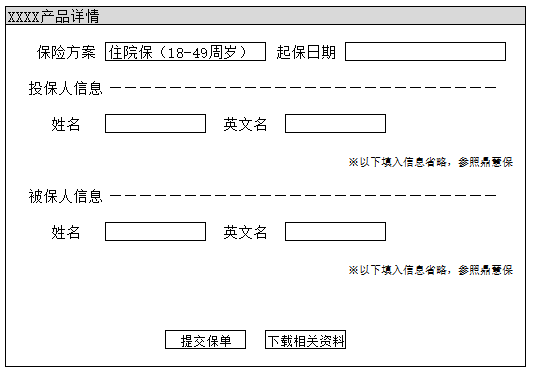 XXXX产品详情
保险方案 住院保（18-49周岁） 起保日期
投保人信息
姓名 英文名
※以下填入信息省略，参照鼎慧保
被保人信息
姓名 英文名
※以下填入信息省略，参照鼎慧保
提交保单 下载相关资料